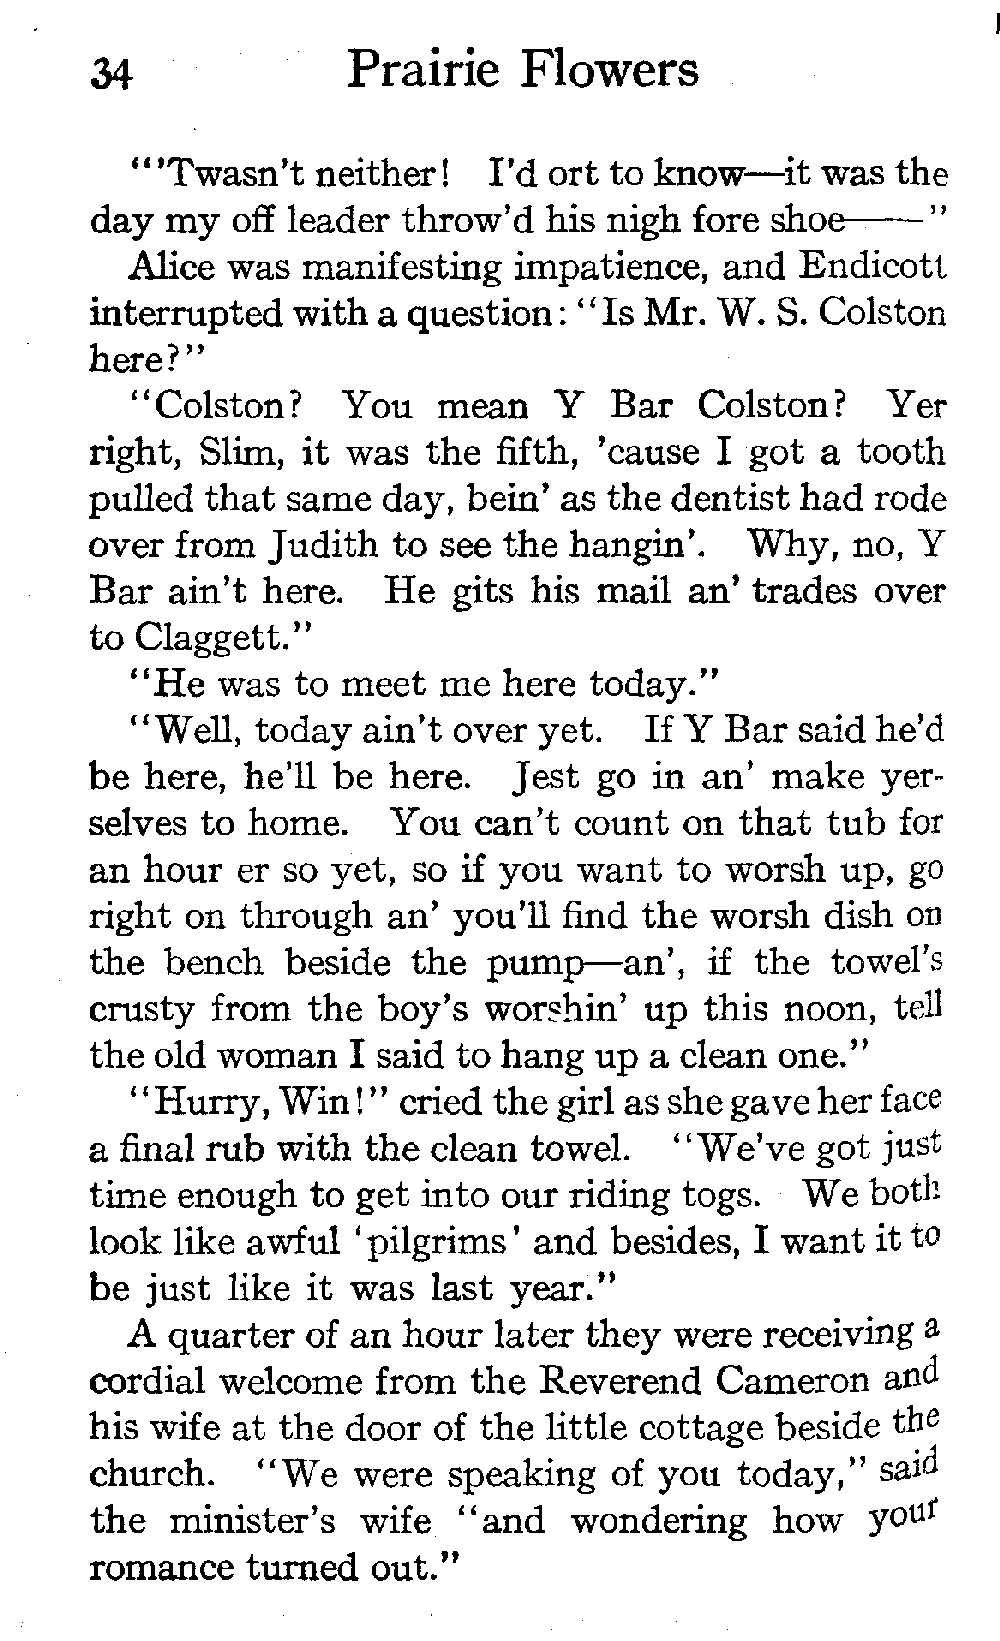 34 Prairie Flowers
"'Twasn't neither! I'd ort to know—it was the
day my off leader throw'd his nigh fore shoe——"
Alice was manifesting impatience, and Endicott
interrupted with a question: "Is Mr. W. S. Colston
here?"
"Colston? You mean Y Bar Colston? Yer
right, Slim, it was the fifth, 'cause I got a tooth
pulled that same day, bein' as the dentist had rode
over from Judith to see the hangin'. Why, no, Y
Bar ain't here. He gits his mail an' trades over
to Claggett."
"He was to meet me here today."
"Well, today ain't over yet. If Y Bar said he'd
be here, he'll be here. Jest go in an' make yer-
selves to home. You can't count on that tub for
an hour er so yet, so if you want to worsh up, go
right on through an' you'll find the worsh dish on
the bench beside the pump—an', if the towel's
crusty from the boy's worshin' up this noon, tell
the old woman I said to hang up a clean one."
"Hurry, Win!" cried the girl as she gave her face
a final rub with the clean towel. "We've got just
time enough to get into our riding togs. We both
look like awful 'pilgrims' and besides, I want it to
be just like it was last year."
A quarter of an hour later they were receiving a
cordial welcome from the Reverend Cameron and
his wife at the door of the little cottage beside the
church. "We were speaking of you today," said
the minister's wife "and wondering how your
romance turned out."